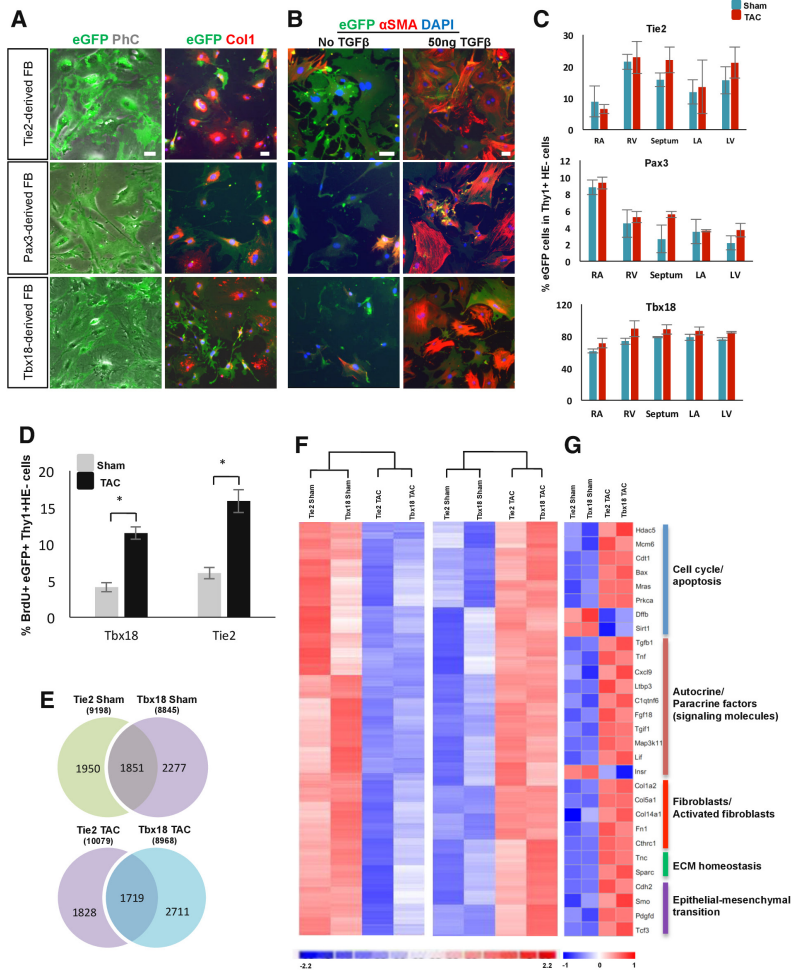 A
eGFP PhC
eGFP Col1
Tie2-derived FB
Pax3-derived FB
Tbx18-derived FB
B
eGFP αSMA DAPI
No TGFβ
50ng TGFβ
C
Sham
TAC
% eGFP cells in Thy1+ HE- cells
Tie2
30
20
10
0
RA RV Septum LA LV
Pax3
12
10
8
6
4
2
0
RA RV Septum LA LV
Tbx18
120
80
40
0
RA RV Septum LA LV
D
% BrdU+ eGFP+ Thy1+HE- cells
Sham
TAC
20
15
10
5
0
*
*
Tbx18 Tie2
E
Tie2 Sham
(9198)
Tbx18 Sham
(8845)
1950 1851 2277
Tie2 TAC
(10079)
Tbx18 TAC
(8968)
1828 1719 2711
F
Tie2 Sham
Tbx18 Sham
Tie2 TAC
Tbx18 TAC
Tie2 Sham
Tbx18 Sham
Tie2 TAC
Tbx18 TAC
-2.2 2.2
G
Tie2 Sham
Tbx18 Sham
Tie2 TAC
Tbx18 TAC
Hdac5
Mcm6
Cdt1
Bax
Mras
Prkca
Dffb
Sirt1
Tgfb1
Tnf
Cxcl9
Ltbp3
C1qtnf6
Fgf18
Tgif1
Map3k11
Lif
Insr
Col1a2
Col5a1
Col14a1
Fn1
Cthrc1
Tnc
Sparc
Cdh2
Smo
Pdgfd
Tcf3
Cell cycle/
apoptosis
Autocrine/
Paracrine factors
(signaling molecules)
Fibroblasts/
Activated fibroblasts
ECM homeostasis
Epithelial-mesenchymal
transition
-1 0 1